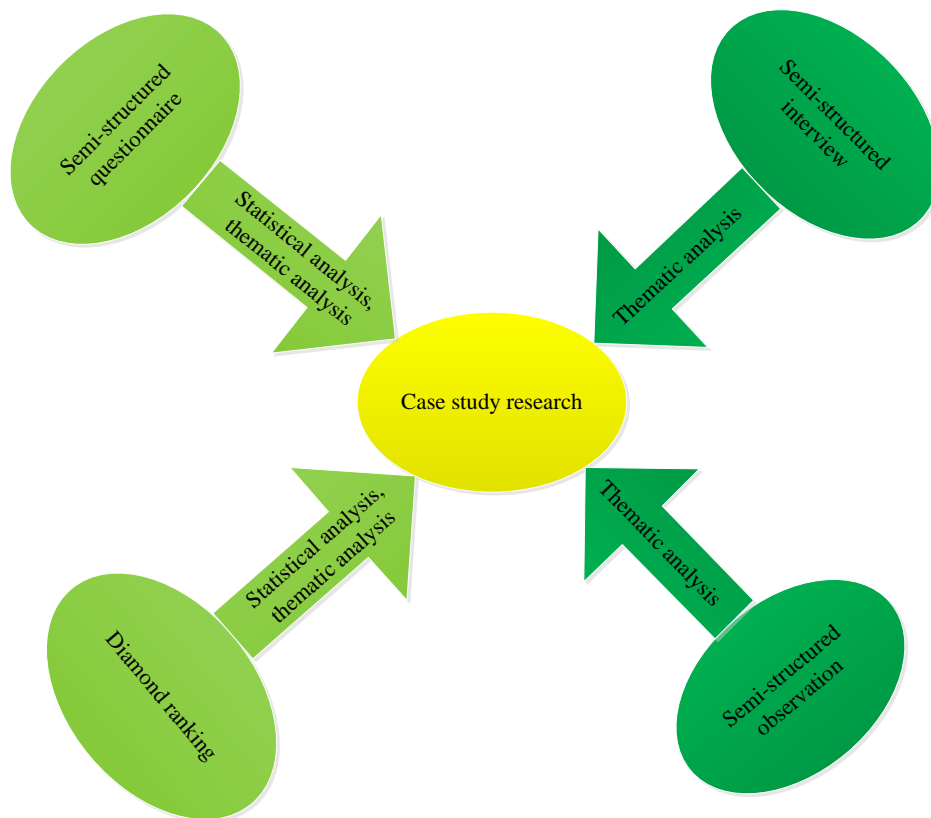 Semi-structured
questionnaire
Semi-structured
interview
Statistical analysis,
thematic analysis
Thematic analysis
Case study research
Statistical analysis,
thematic analysis
Thematic analysis
Diamond ranking
Semi-structured
observation